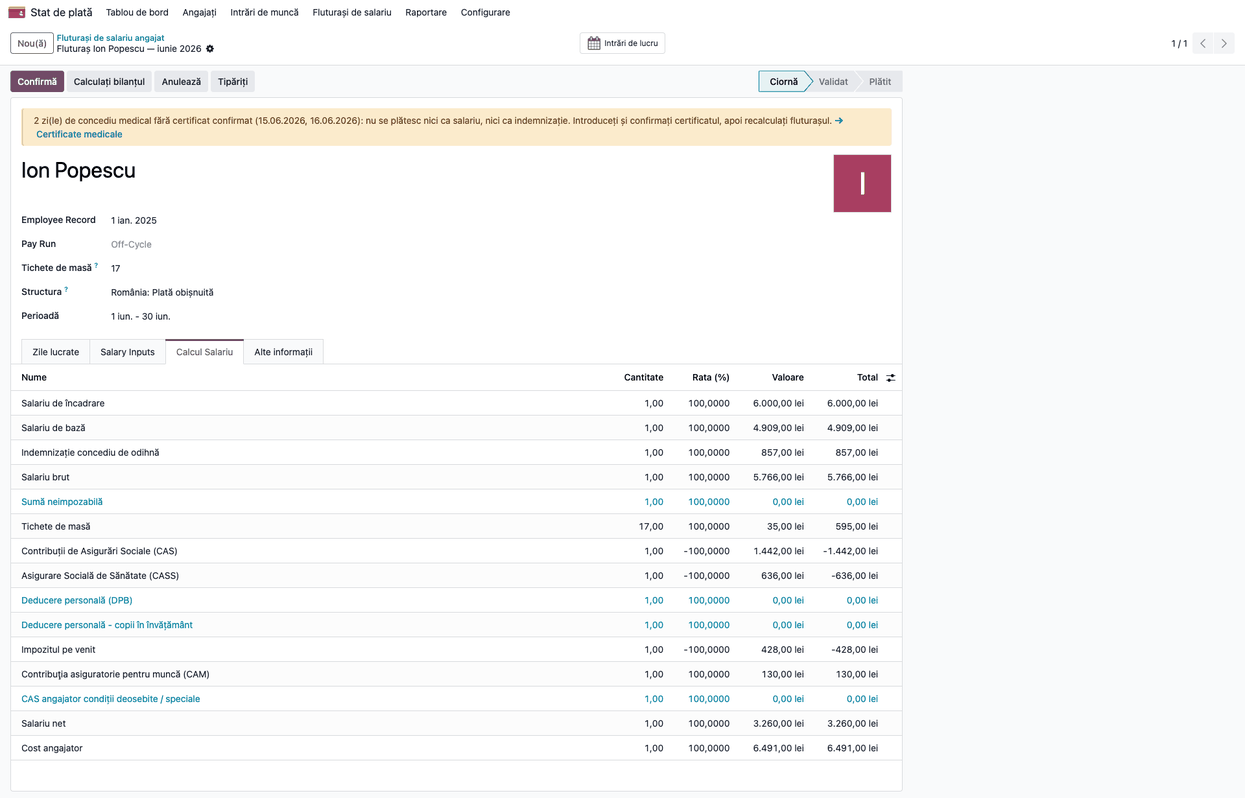 Stat de plată Tablou de bord Angajați Intrări de muncă Fluturași de salariu Raportare Configurare
Nou(ă) Fluturași de salariu angajat
Fluturaș Ion Popescu — iunie 2026
Intrări de lucru
1 / 1
Confirmă Calculați bilanțul Anulează Tipăriți Ciornă Validat Plătit
2 zi(le) de concediu medical fără certificat confirmat (15.06.2026, 16.06.2026): nu se plătesc nici ca salariu, nici ca indemnizație. Introduceți și confirmați certificatul, apoi recalculați fluturașul. →
Certificate medicale
Ion Popescu
I
Employee Record 1 ian. 2025
Pay Run Off-Cycle
Tichete de masă ? 17
Structura ? România: Plată obișnuită
Perioadă 1 iun. - 30 iun.
Zile lucrate Salary Inputs Calcul Salariu Alte informații
Nume Cantitate Rata (%) Valoare Total
Salariu de încadrare 1,00 100,0000 6.000,00 lei 6.000,00 lei
Salariu de bază 1,00 100,0000 4.909,00 lei 4.909,00 lei
Indemnizație concediu de odihnă 1,00 100,0000 857,00 lei 857,00 lei
Salariu brut 1,00 100,0000 5.766,00 lei 5.766,00 lei
Sumă neimpozabilă 1,00 100,0000 0,00 lei 0,00 lei
Tichete de masă 17,00 100,0000 35,00 lei 595,00 lei
Contribuții de Asigurări Sociale (CAS) 1,00 -100,0000 1.442,00 lei -1.442,00 lei
Asigurare Socială de Sănătate (CASS) 1,00 -100,0000 636,00 lei -636,00 lei
Deducere personală (DPB) 1,00 100,0000 0,00 lei 0,00 lei
Deducere personală - copii în învățământ 1,00 100,0000 0,00 lei 0,00 lei
Impozitul pe venit 1,00 -100,0000 428,00 lei -428,00 lei
Contribuția asiguratorie pentru muncă (CAM) 1,00 100,0000 130,00 lei 130,00 lei
CAS angajator condiții deosebite / speciale 1,00 100,0000 0,00 lei 0,00 lei
Salariu net 1,00 100,0000 3.260,00 lei 3.260,00 lei
Cost angajator 1,00 100,0000 6.491,00 lei 6.491,00 lei